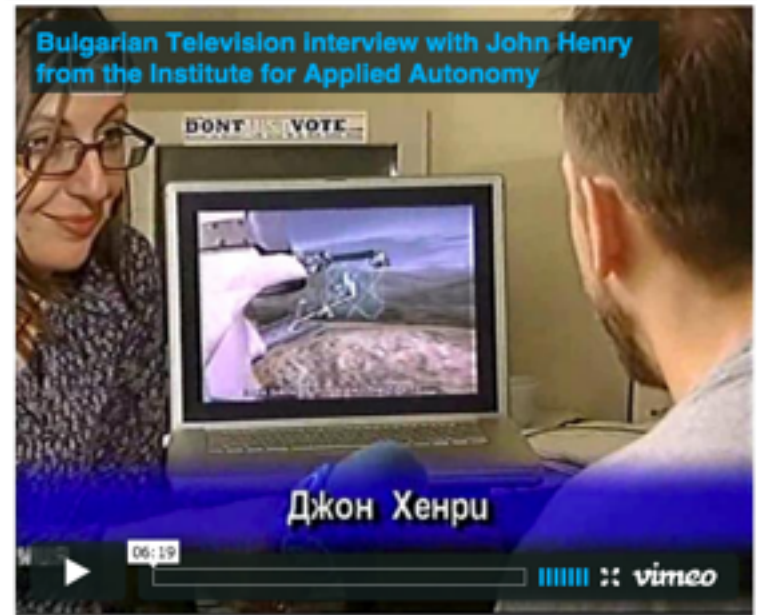 Bulgarian Television interview with John Henry
from the Institute for Applied Autonomy
DONT VOTE
Джон Хенри
06:19
vimeo